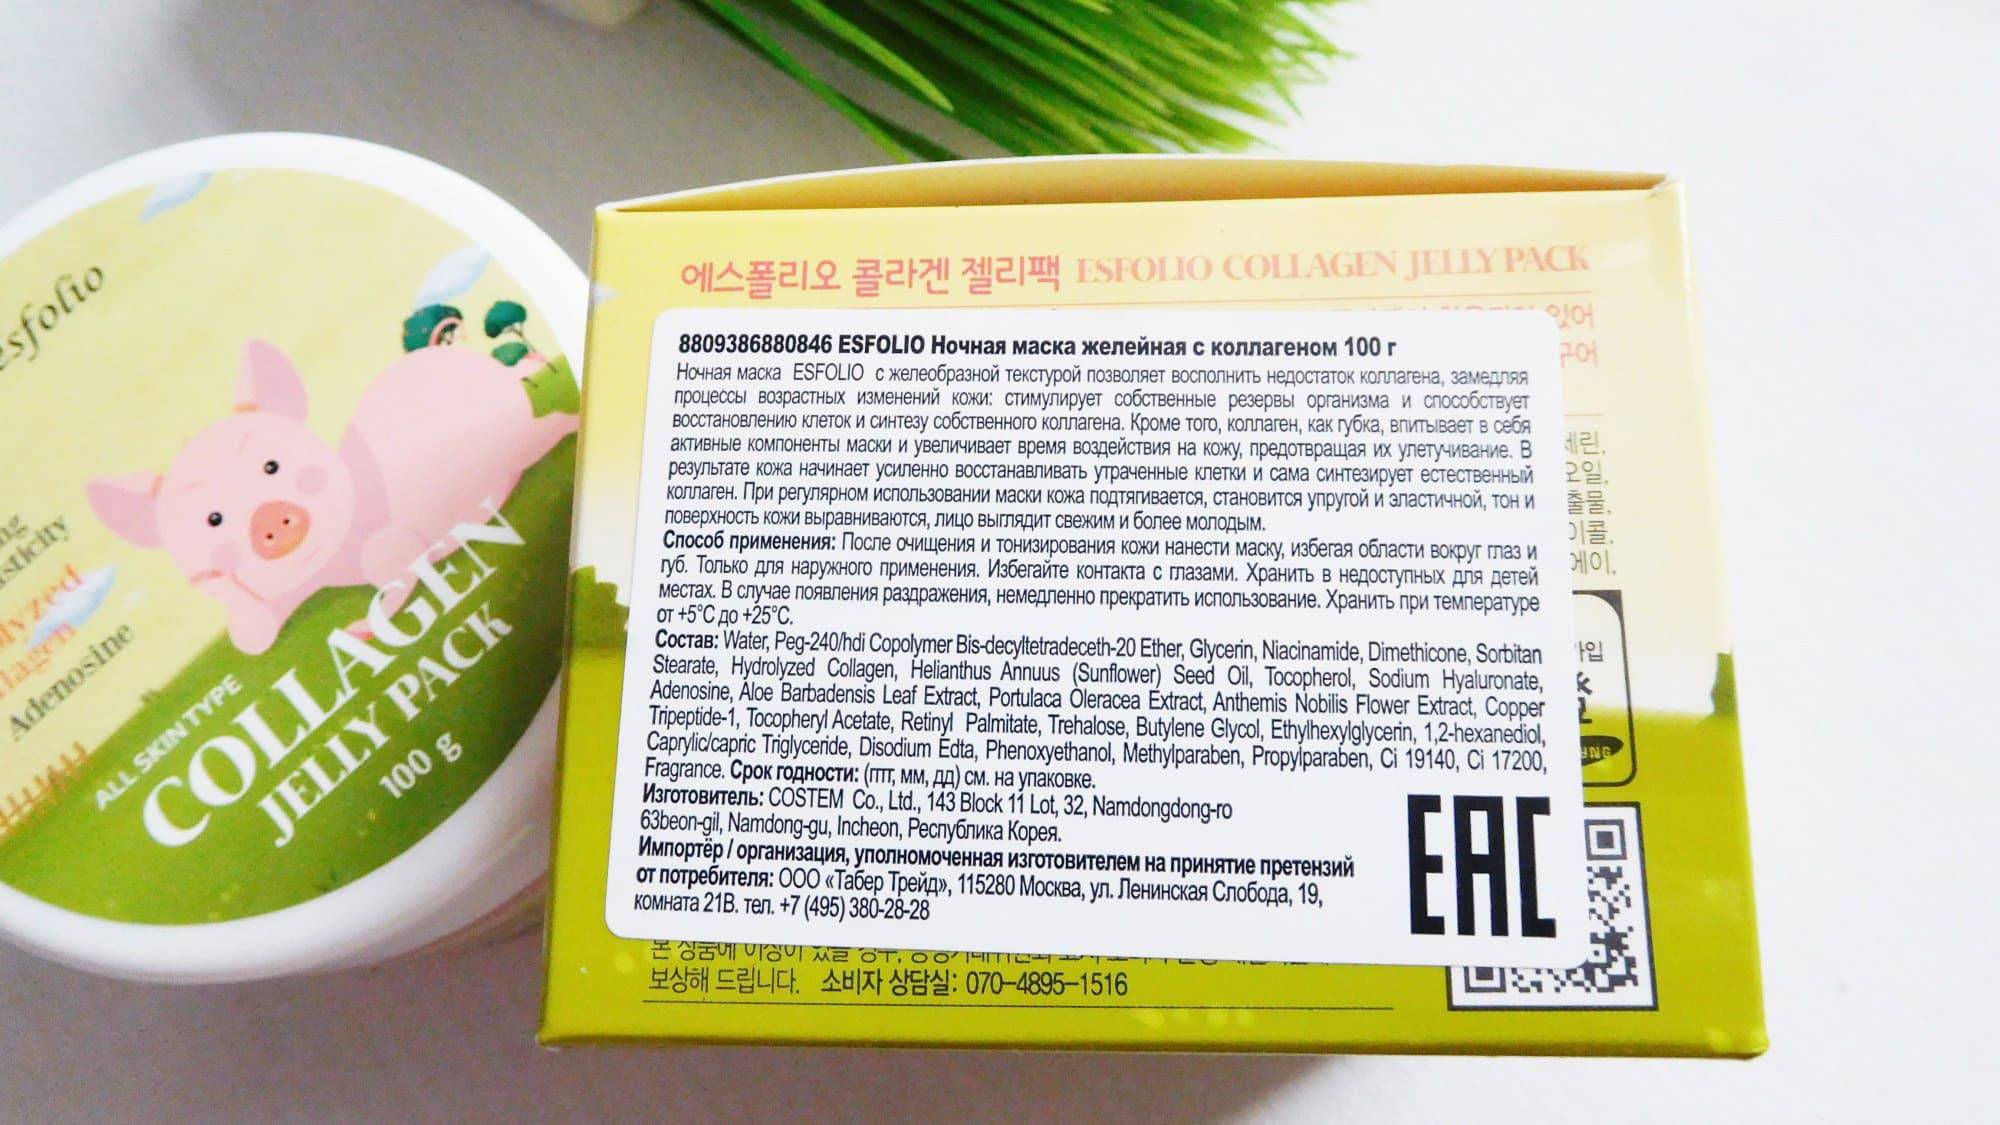 esfolio
Adenosine
ALL SKIN TYPE
COLLAGEN
JELLY PACK
100 g
에스폴리오 콜라겐 젤리팩 ESFOLIO COLLAGEN JELLY PACK
8809386880846 ESFOLIO Ночная маска желейная с коллагеном 100 г
Ночная маска ESFOLIO с желеобразной текстурой позволяет восполнить недостаток коллагена, замедляя
процессы возрастных изменений кожи: стимулирует собственные резервы организма и способствует
восстановлению клеток и синтезу собственного коллагена. Кроме того, коллаген, как губка, впитывает в себя
активные компоненты маски и увеличивает время воздействия на кожу, предотвращая их улетучивание. В
результате кожа начинает усиленно восстанавливать утраченные клетки и сама синтезирует естественный
коллаген. При регулярном использовании маски кожа подтягивается, становится упругой и эластичной, тон и
поверхность кожи выравниваются, лицо выглядит свежим и более молодым.
Способ применения: После очищения и тонизирования кожи нанести маску, избегая области вокруг глаз и
губ. Только для наружного применения. Избегайте контакта с глазами. Хранить в недоступных для детей
местах. В случае появления раздражения, немедленно прекратить использование. Хранить при температуре
от +5°C до +25°C.
Состав: Water, Peg-240/hdi Copolymer Bis-decyltetradeceth-20 Ether, Glycerin, Niacinamide, Dimethicone, Sorbitan
Stearate, Hydrolyzed Collagen, Helianthus Annuus (Sunflower) Seed Oil, Tocopherol, Sodium Hyaluronate,
Adenosine, Aloe Barbadensis Leaf Extract, Portulaca Oleracea Extract, Anthemis Nobilis Flower Extract, Copper
Tripeptide-1, Tocopheryl Acetate, Retinyl Palmitate, Trehalose, Butylene Glycol, Ethylhexylglycerin, 1,2-hexanediol,
Caprylic/capric Triglyceride, Disodium Edta, Phenoxyethanol, Methylparaben, Propylparaben, Ci 19140, Ci 17200,
Fragrance. Срок годности: (ггг, мм, дд) см. на упаковке.
Изготовитель: COSTEM Co., Ltd., 143 Block 11 Lot, 32, Namdongdong-ro
63beon-gil, Namdong-gu, Incheon, Республика Корея.
Импортёр / организация, уполномоченная изготовителем на принятие претензий
от потребителя: ООО «Табер Трейд», 115280 Москва, ул. Ленинская Слобода, 19,
комната 21В. тел. +7 (495) 380-28-28
EAC
보상해 드립니다. 소비자 상담실: 070-4895-1516